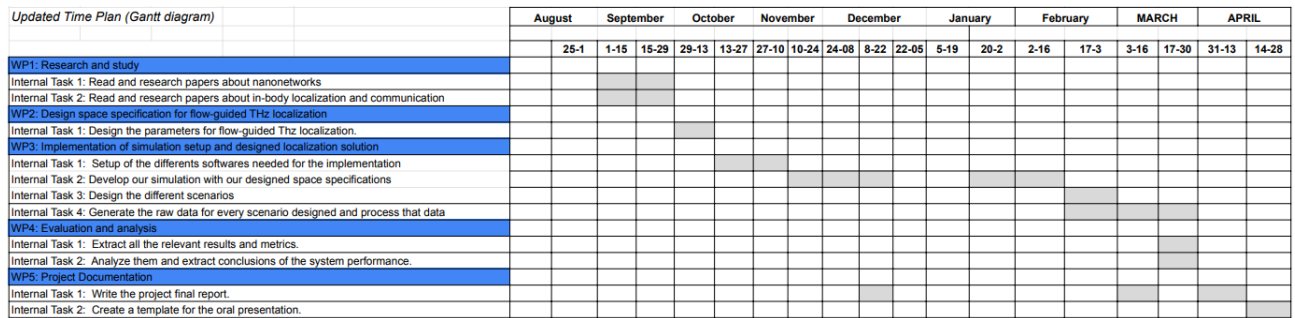 Updated Time Plan (Gantt diagram) August September October November December January February MARCH APRIL
25-1 1-15 15-29 29-13 13-27 27-10 10-24 24-08 8-22 22-05 5-19 20-2 2-16 17-3 3-16 17-30 31-13 14-28
WP1: Research and study
Internal Task 1: Read and research papers about nanonetworks
Internal Task 2: Read and research papers about in-body localization and communication
WP2: Design space specification for flow-guided THz localization
Internal Task 1: Design the parameters for flow-guided Thz localization.
WP3: Implementation of simulation setup and designed localization solution
Internal Task 1: Setup of the differents softwares needed for the implementation
Internal Task 2: Develop our simulation with our designed space specifications
Internal Task 3: Design the different scenarios
Internal Task 4: Generate the raw data for every scenario designed and process that data
WP4: Evaluation and analysis
Internal Task 1: Extract all the relevant results and metrics.
Internal Task 2: Analyze them and extract conclusions of the system performance.
WP5: Project Documentation
Internal Task 1: Write the project final report.
Internal Task 2: Create a template for the oral presentation.